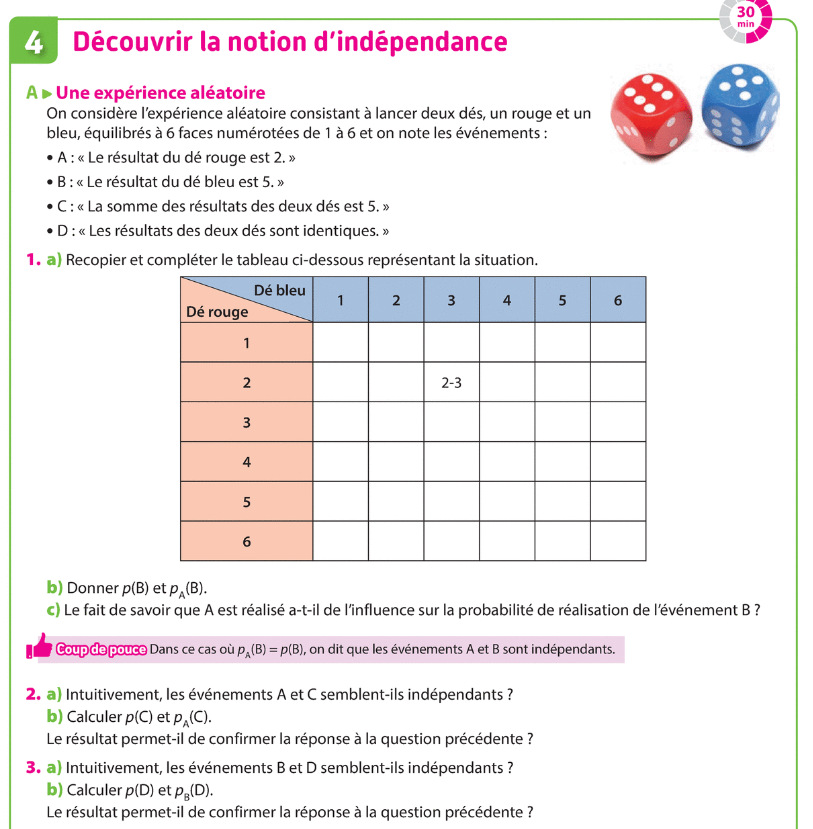 30
min
4 Découvrir la notion d’indépendance
A ▸ Une expérience aléatoire
On considère l’expérience aléatoire consistant à lancer deux dés, un rouge et un
bleu, équilibrés à 6 faces numérotées de 1 à 6 et on note les événements :
• A : « Le résultat du dé rouge est 2. »
• B : « Le résultat du dé bleu est 5. »
• C : « La somme des résultats des deux dés est 5. »
• D : « Les résultats des deux dés sont identiques. »
1. a) Recopier et compléter le tableau ci-dessous représentant la situation.
Dé bleu
Dé rouge
1 2 3 4 5 6
1
2 2-3
3
4
5
6
b) Donner p(B) et p_A(B).
c) Le fait de savoir que A est réalisé a-t-il de l’influence sur la probabilité de réalisation de l’événement B ?
Coup de pouce Dans ce cas où p_A(B) = p(B), on dit que les événements A et B sont indépendants.
2. a) Intuitivement, les événements A et C semblent-ils indépendants ?
b) Calculer p(C) et p_A(C).
Le résultat permet-il de confirmer la réponse à la question précédente ?
3. a) Intuitivement, les événements B et D semblent-ils indépendants ?
b) Calculer p(D) et p_B(D).
Le résultat permet-il de confirmer la réponse à la question précédente ?